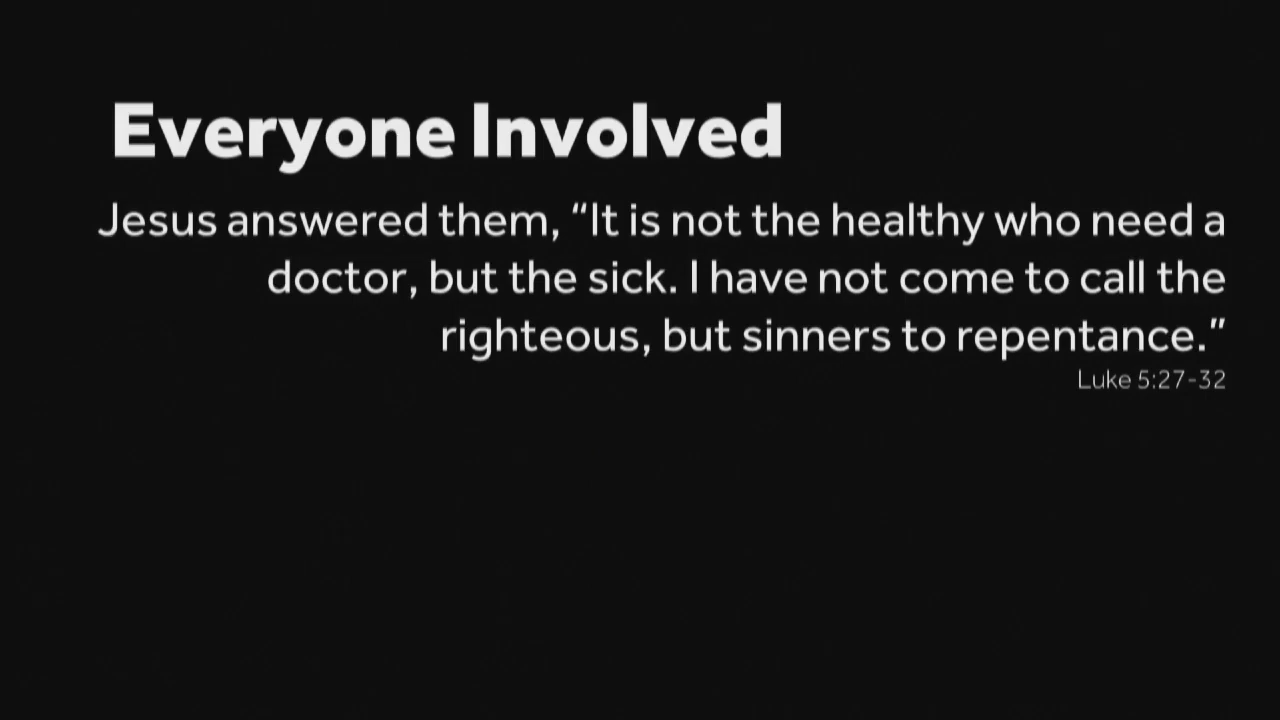 Everyone Involved
Jesus answered them, “It is not the healthy who need a
doctor, but the sick. I have not come to call the
righteous, but sinners to repentance.”
Luke 5:27-32